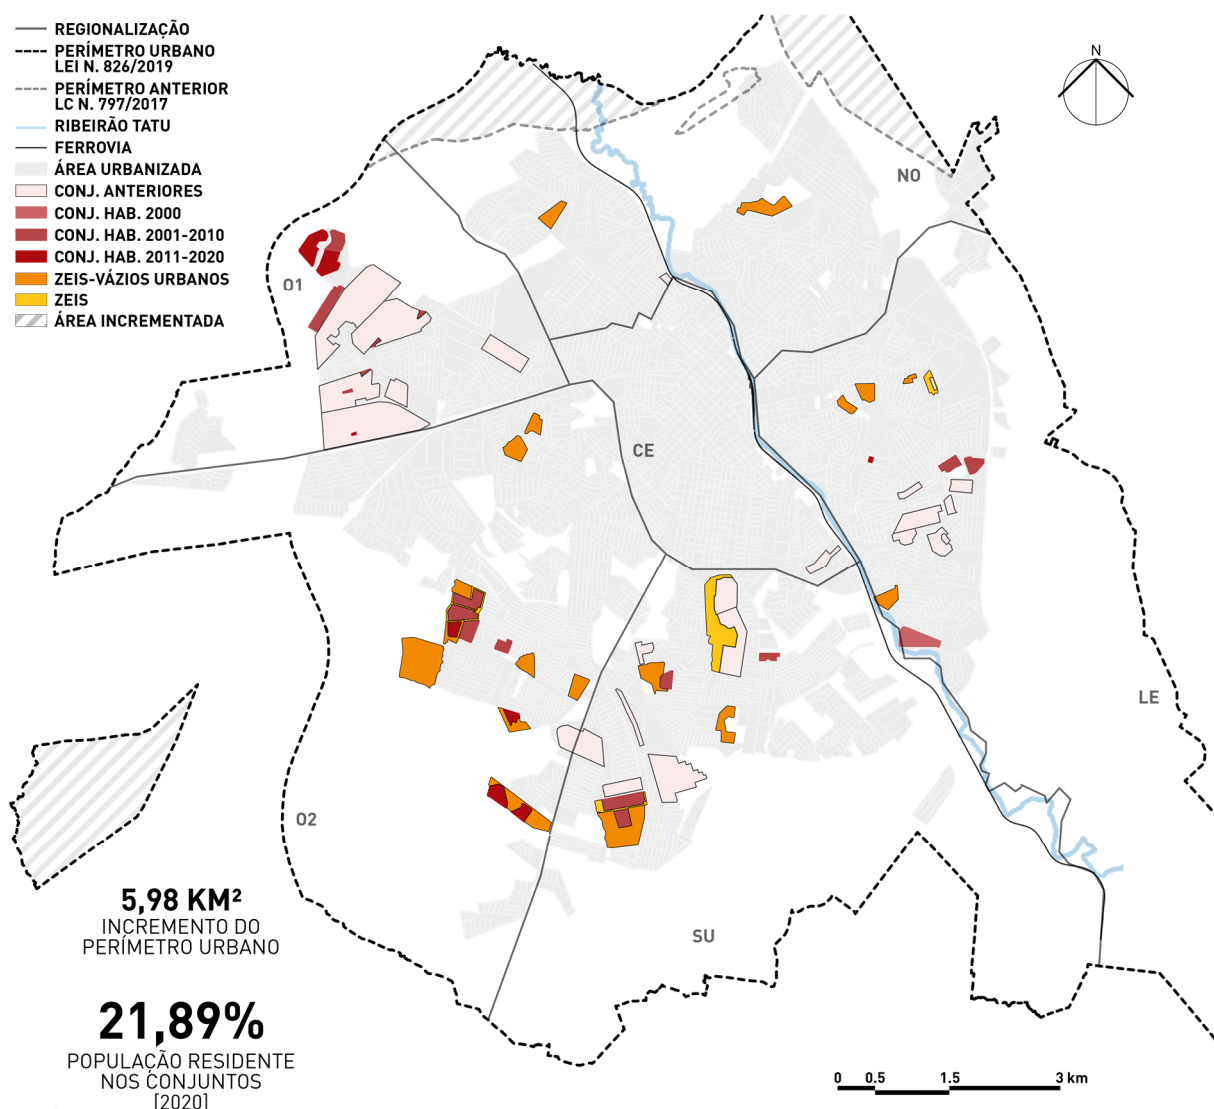 REGIONALIZAÇÃO
PERÍMETRO URBANO
LEI N. 826/2019
PERÍMETRO ANTERIOR
LC N. 797/2017
RIBEIRÃO TATU
FERROVIA
ÁREA URBANIZADA
CONJ. ANTERIORES
CONJ. HAB. 2000
CONJ. HAB. 2001-2010
CONJ. HAB. 2011-2020
ZEIS-VÁZIOS URBANOS
ZEIS
ÁREA INCREMENTADA
N
NO
O1
CE
LE
O2
SU
5,98 KM²
INCREMENTO DO
PERÍMETRO URBANO
21,89%
POPULAÇÃO RESIDENTE
NOS CONJUNTOS
[2020]
0 0.5 1.5 3 km